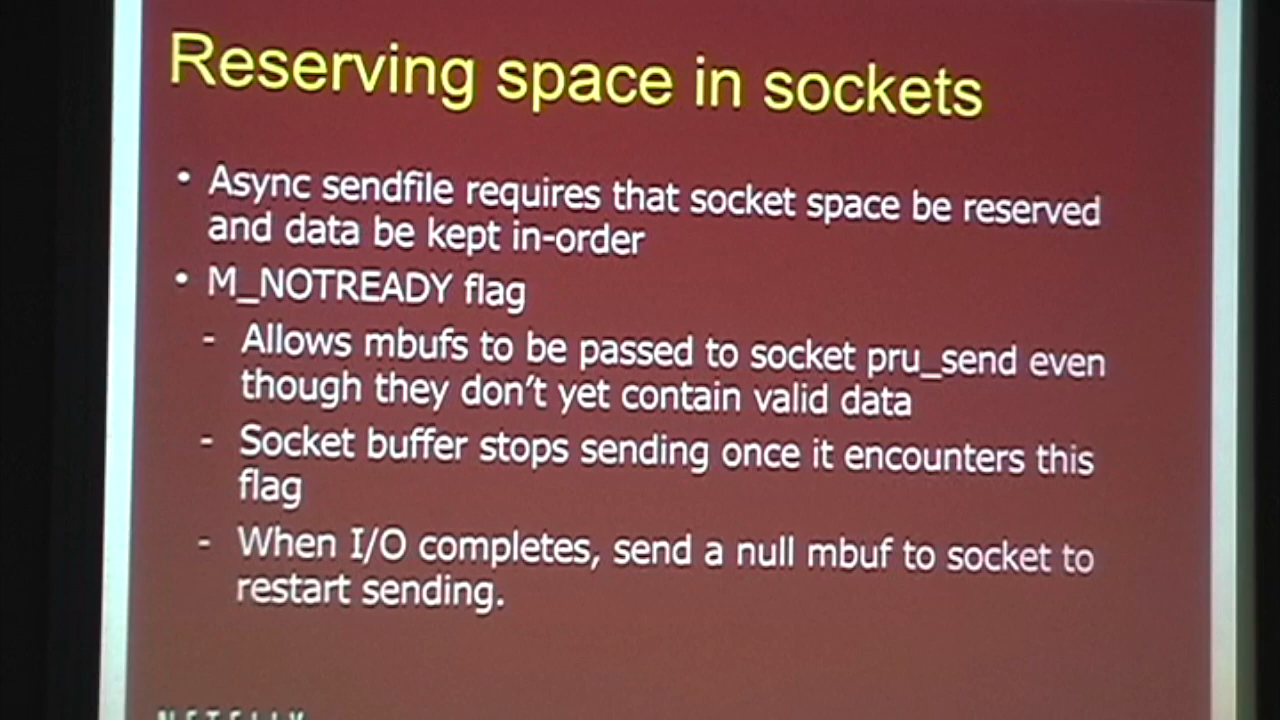 Reserving space in sockets
• Async sendfile requires that socket space be reserved
and data be kept in-order
• M_NOTREADY flag
- Allows mbufs to be passed to socket pru_send even
though they don't yet contain valid data
- Socket buffer stops sending once it encounters this
flag
- When I/O completes, send a null mbuf to socket to
restart sending.
NETFLIX